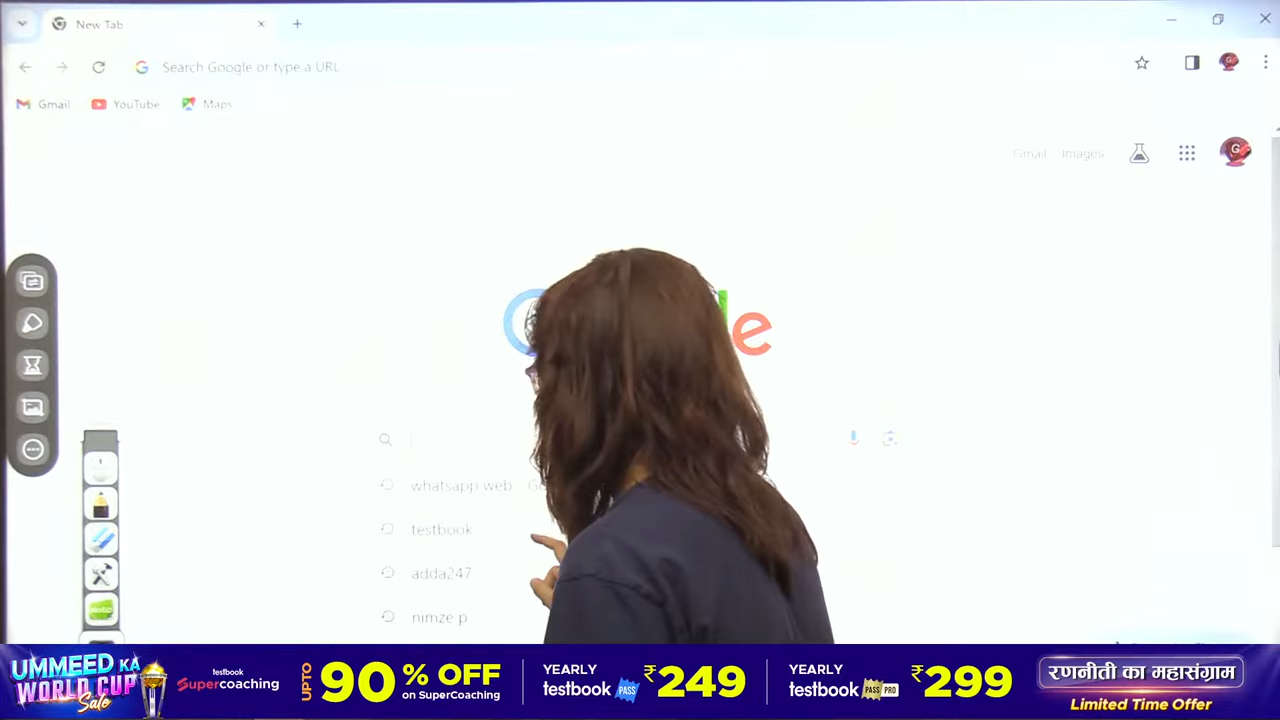 New Tab
Search Google or type a URL
Gmail
YouTube
Maps
Gmail
Images
G
le
whatsapp web
testbook
adda247
nimze p
UMMEED KA
WORLD CUP
Sale
testbook
Supercoaching
UPTO
90% OFF
on SuperCoaching
YEARLY
testbook PASS
₹249
YEARLY
testbook PASS PRO
₹299
रणनीती का महासंग्राम
Limited Time Offer